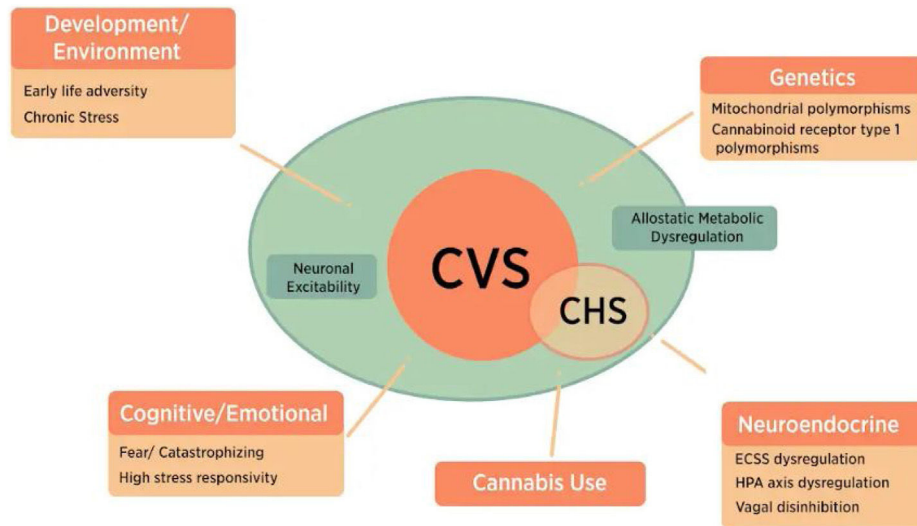 Development/
Environment
Early life adversity
Chronic Stress
Genetics
Mitochondrial polymorphisms
Cannabinoid receptor type 1
polymorphisms
Allostatic Metabolic
Dysregulation
Neuronal
Excitability
CVS
CHS
Cognitive/Emotional
Fear/ Catastrophizing
High stress responsivity
Cannabis Use
Neuroendocrine
ECSS dysregulation
HPA axis dysregulation
Vagal disinhibition